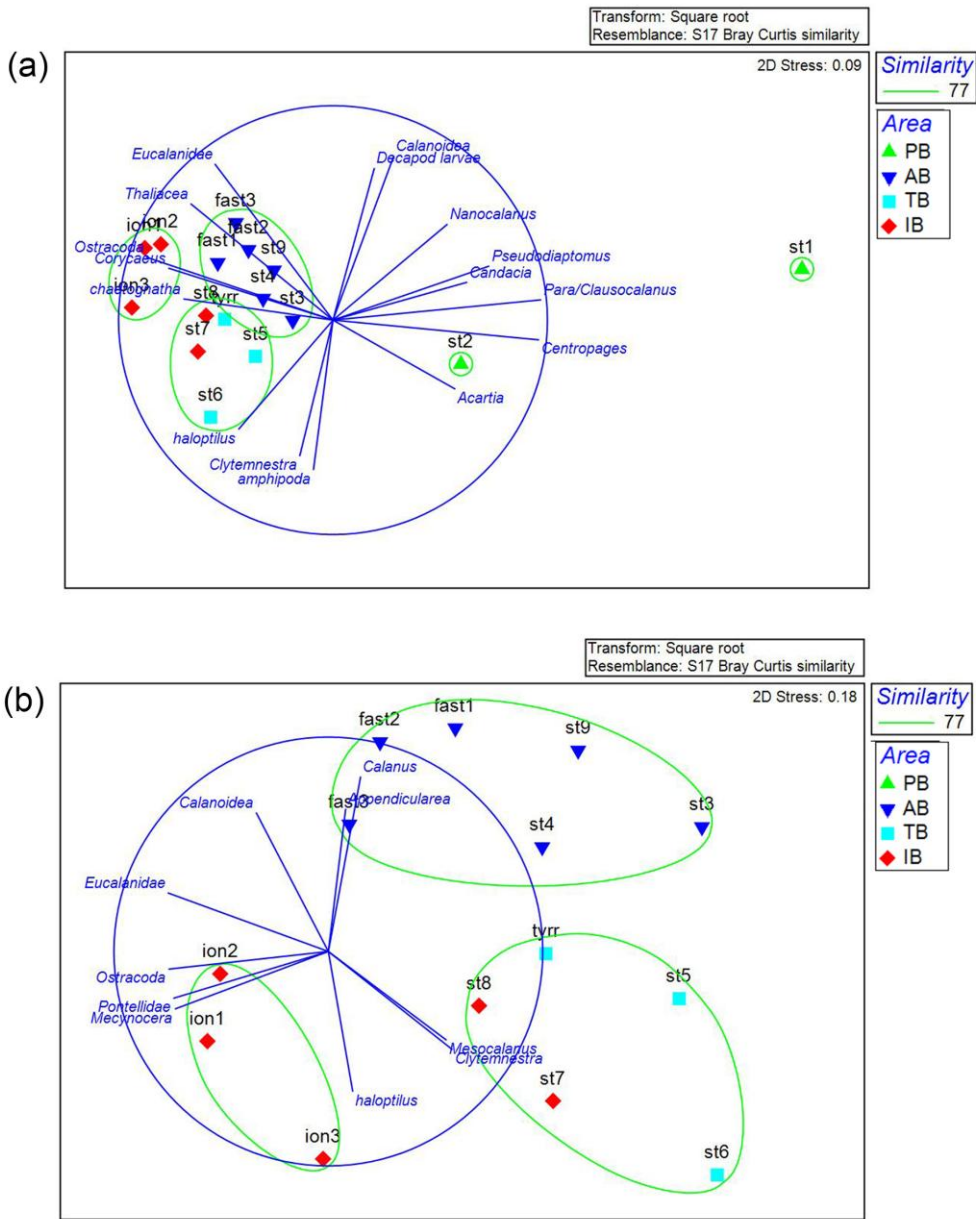 Transform: Square root
Resemblance: S17 Bray Curtis similarity
(a)
2D Stress: 0.09
Similarity
77
Area
PB
AB
TB
IB
Eucalanidae
Calanoidea
Decapod larvae
Thaliacea
fast3
Nanocalanus
ion1
ion2
fast2
fast1
st9
st1
Ostracoda
Corycaeus
Pseudodiaptomus
Candacia
ion3
chaetognatha
st4
Para/Clausocalanus
st8
tyrr
st3
st7
st5
st2
Centropages
st6
Acartia
haloptilus
Clytemnestra
amphipoda
Transform: Square root
Resemblance: S17 Bray Curtis similarity
(b)
2D Stress: 0.18
Similarity
77
Area
PB
AB
TB
IB
fast2
fast1
st9
Calanus
Calanoidea
fast3
Appendicularea
st3
st4
Eucalanidae
tyrr
ion2
Ostracoda
st8
st5
Pontellidae
Mecynocera
ion1
Mesocalanus
Clytemnestra
st7
haloptilus
ion3
st6